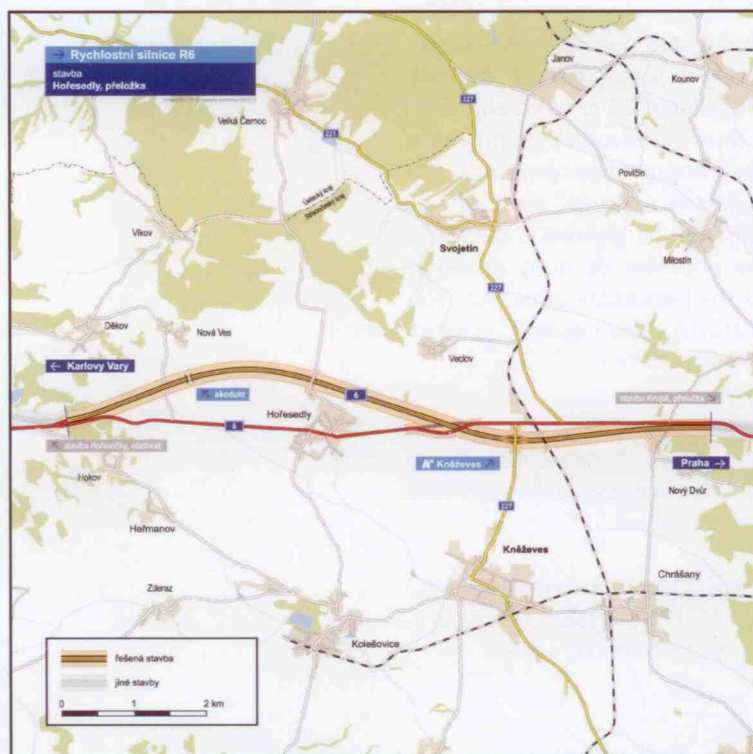 → Rychlostní silnice R6
stavba
Hořesedly, přeložka
Velká Černoc
221
227
Janov
Kounov
Povlčín
Milostín
Ústecký kraj
Středočeský kraj
Svojetín
Vlkov
227
Děkov
Nová Ves
Veclov
← Karlovy Vary
ekodukt
6
stavba Krupá, přeložka
Hořesedly
6
stavba Hořovičky, obchvat
Kněževes
Praha →
Hokov
Nový Dvůr
227
Heřmanov
Kněževes
Chrášany
Zderaz
Kolešovice
řešená stavba
jiné stavby
0 1 2 km